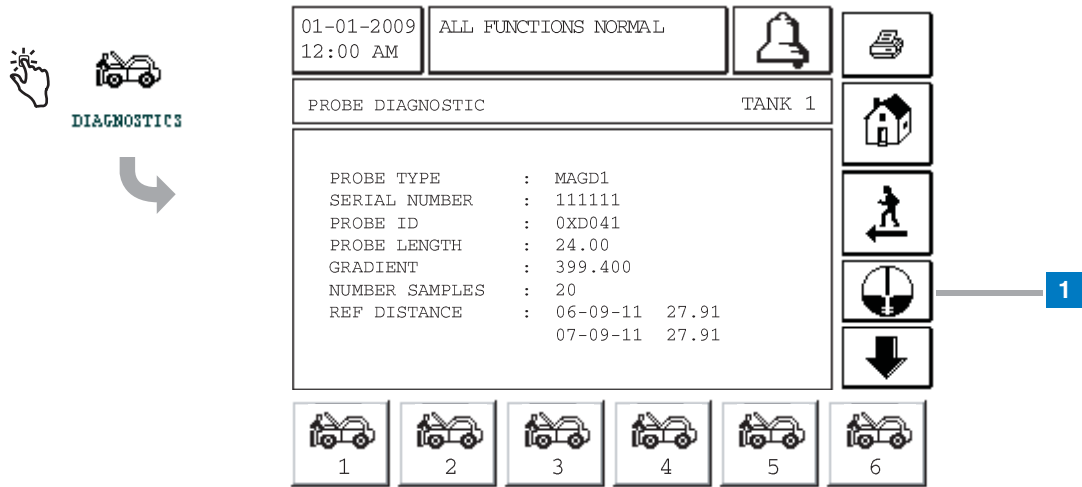 DIAGNOSTICS
01-01-2009
12:00 AM
ALL FUNCTIONS NORMAL
PROBE DIAGNOSTIC TANK 1
PROBE TYPE : MAGD1
SERIAL NUMBER : 111111
PROBE ID : 0XD041
PROBE LENGTH : 24.00
GRADIENT : 399.400
NUMBER SAMPLES : 20
REF DISTANCE : 06-09-11 27.91
07-09-11 27.91
1
1 2 3 4 5 6